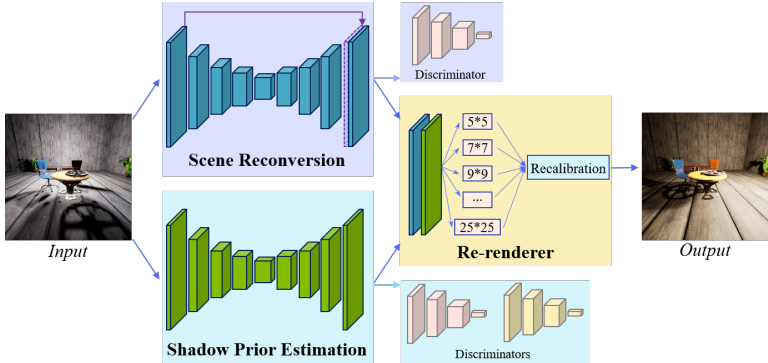 Discriminator
Scene Reconversion
5*5
7*7
9*9
...
25*25
Recalibration
Re-renderer
Input
Output
Shadow Prior Estimation
Discriminators